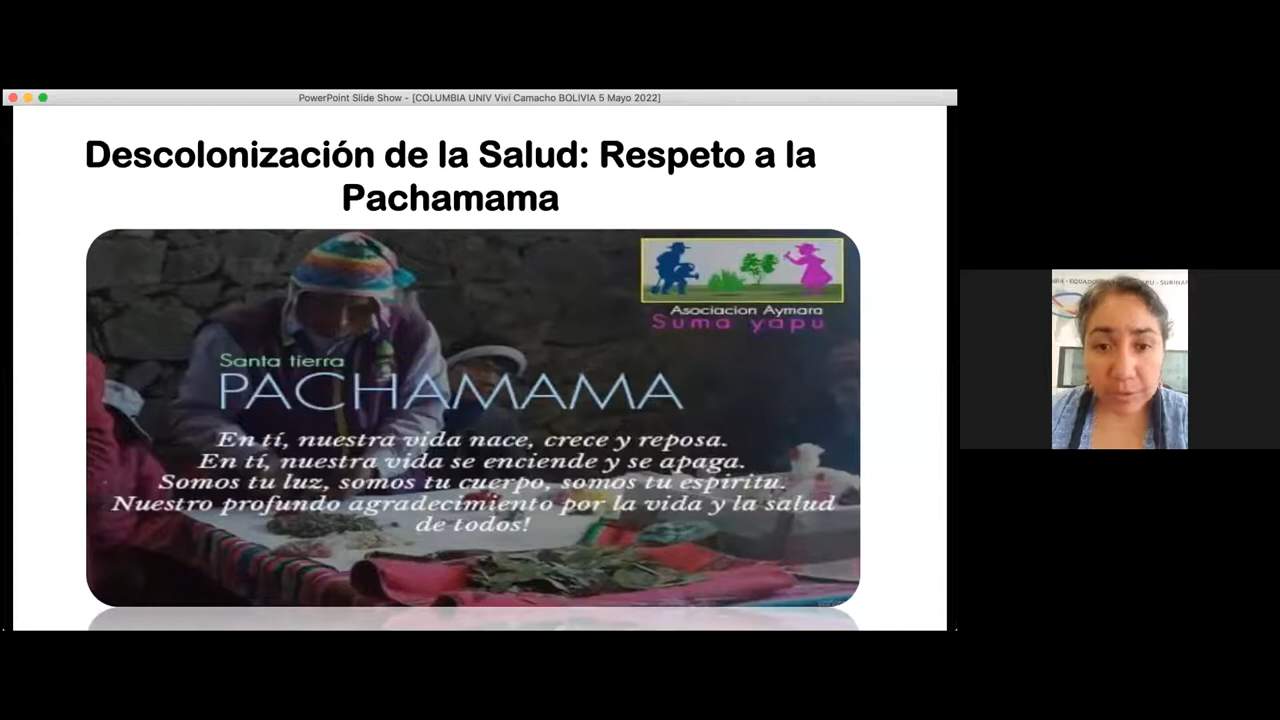 PowerPoint Slide Show - [COLUMBIA UNIV Vivi Camacho BOLIVIA 5 Mayo 2022]
Descolonización de la Salud: Respeto a la
Pachamama
Asociacion Aymara
Suma yapu
Santa tierra
PACHAMAMA
En tí, nuestra vida nace, crece y reposa.
En tí, nuestra vida se enciende y se apaga.
Somos tu luz, somos tu cuerpo, somos tu espiritu.
Nuestro profundo agradecimiento por la vida y la salud
de todos!